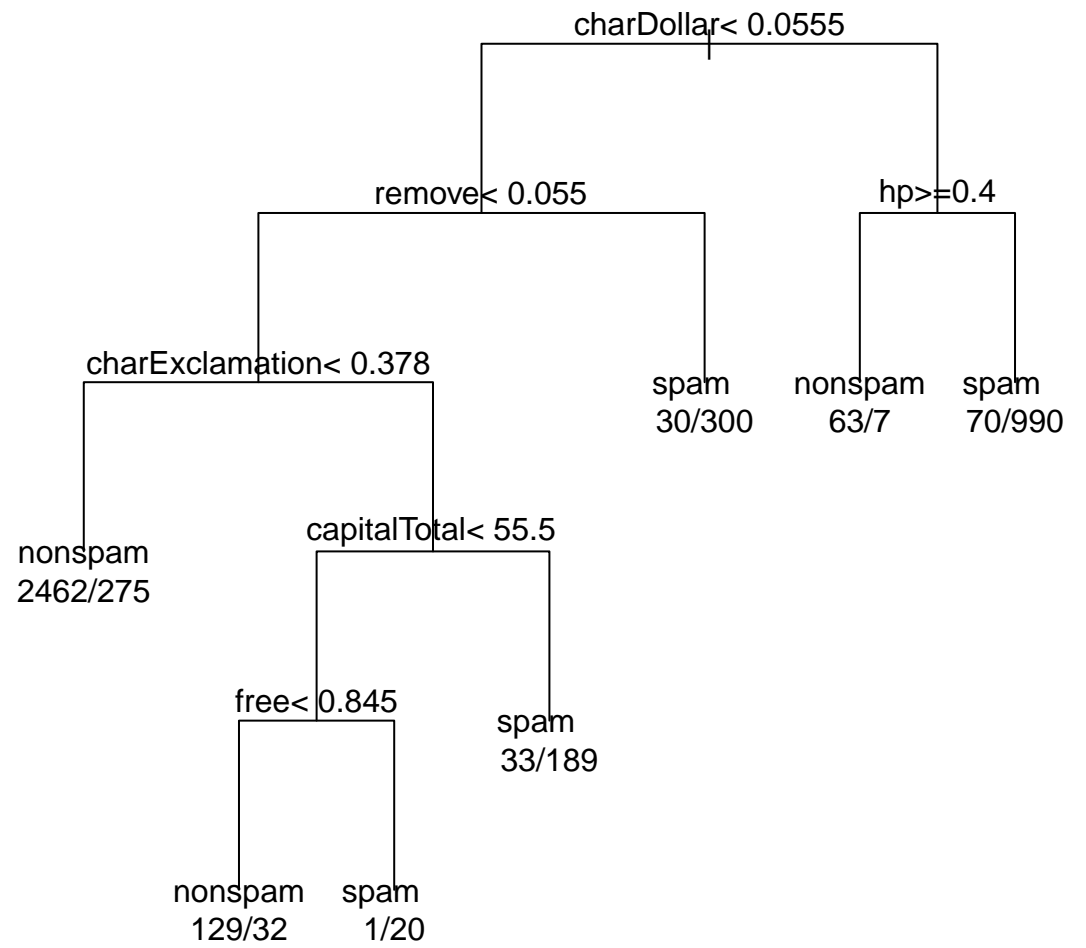 charDollar< 0.0555
remove< 0.055
hp>=0.4
charExclamation< 0.378
spam
30/300
nonspam
63/7
spam
70/990
nonspam
2462/275
capitalTotal< 55.5
free< 0.845
spam
33/189
nonspam
129/32
spam
1/20